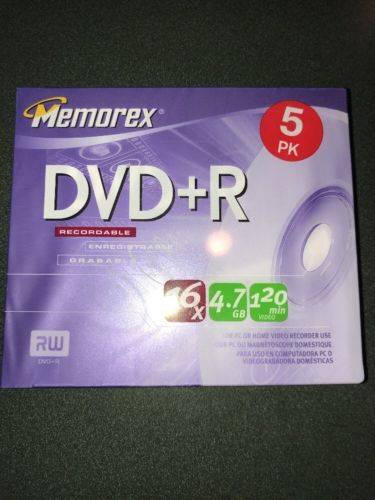 Memorex®
5
PK
DVD+R
RECORDABLE
ENREGISTRABLE
GRABABLE
16x
4.7 GB
120 min VIDEO
FOR PC OR HOME VIDEO RECORDER USE
POUR PC OU MAGNÉTOSCOPE DOMESTIQUE
PARA USO EN COMPUTADORA PC O
VIDEOGRABADORA DOMÉSTICAS
RW
DVD+R